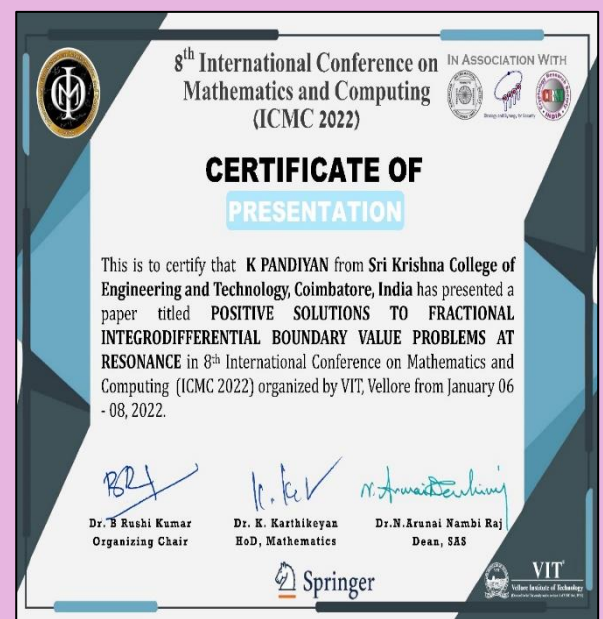 8th International Conference on
Mathematics and Computing
(ICMC 2022)
IN ASSOCIATION WITH
CERTIFICATE OF
PRESENTATION
This is to certify that K PANDIYAN from Sri Krishna College of
Engineering and Technology, Coimbatore, India has presented a
paper titled POSITIVE SOLUTIONS TO FRACTIONAL
INTEGRODIFFERENTIAL BOUNDARY VALUE PROBLEMS AT
RESONANCE in 8th International Conference on Mathematics and
Computing (ICMC 2022) organized by VIT, Vellore from January 06
- 08, 2022.
Dr. B Rushi Kumar
Organizing Chair
Dr. K. Karthikeyan
HoD, Mathematics
Dr.N.Arunai Nambi Raj
Dean, SAS
Springer
VIT
Vellore Institute of Technology